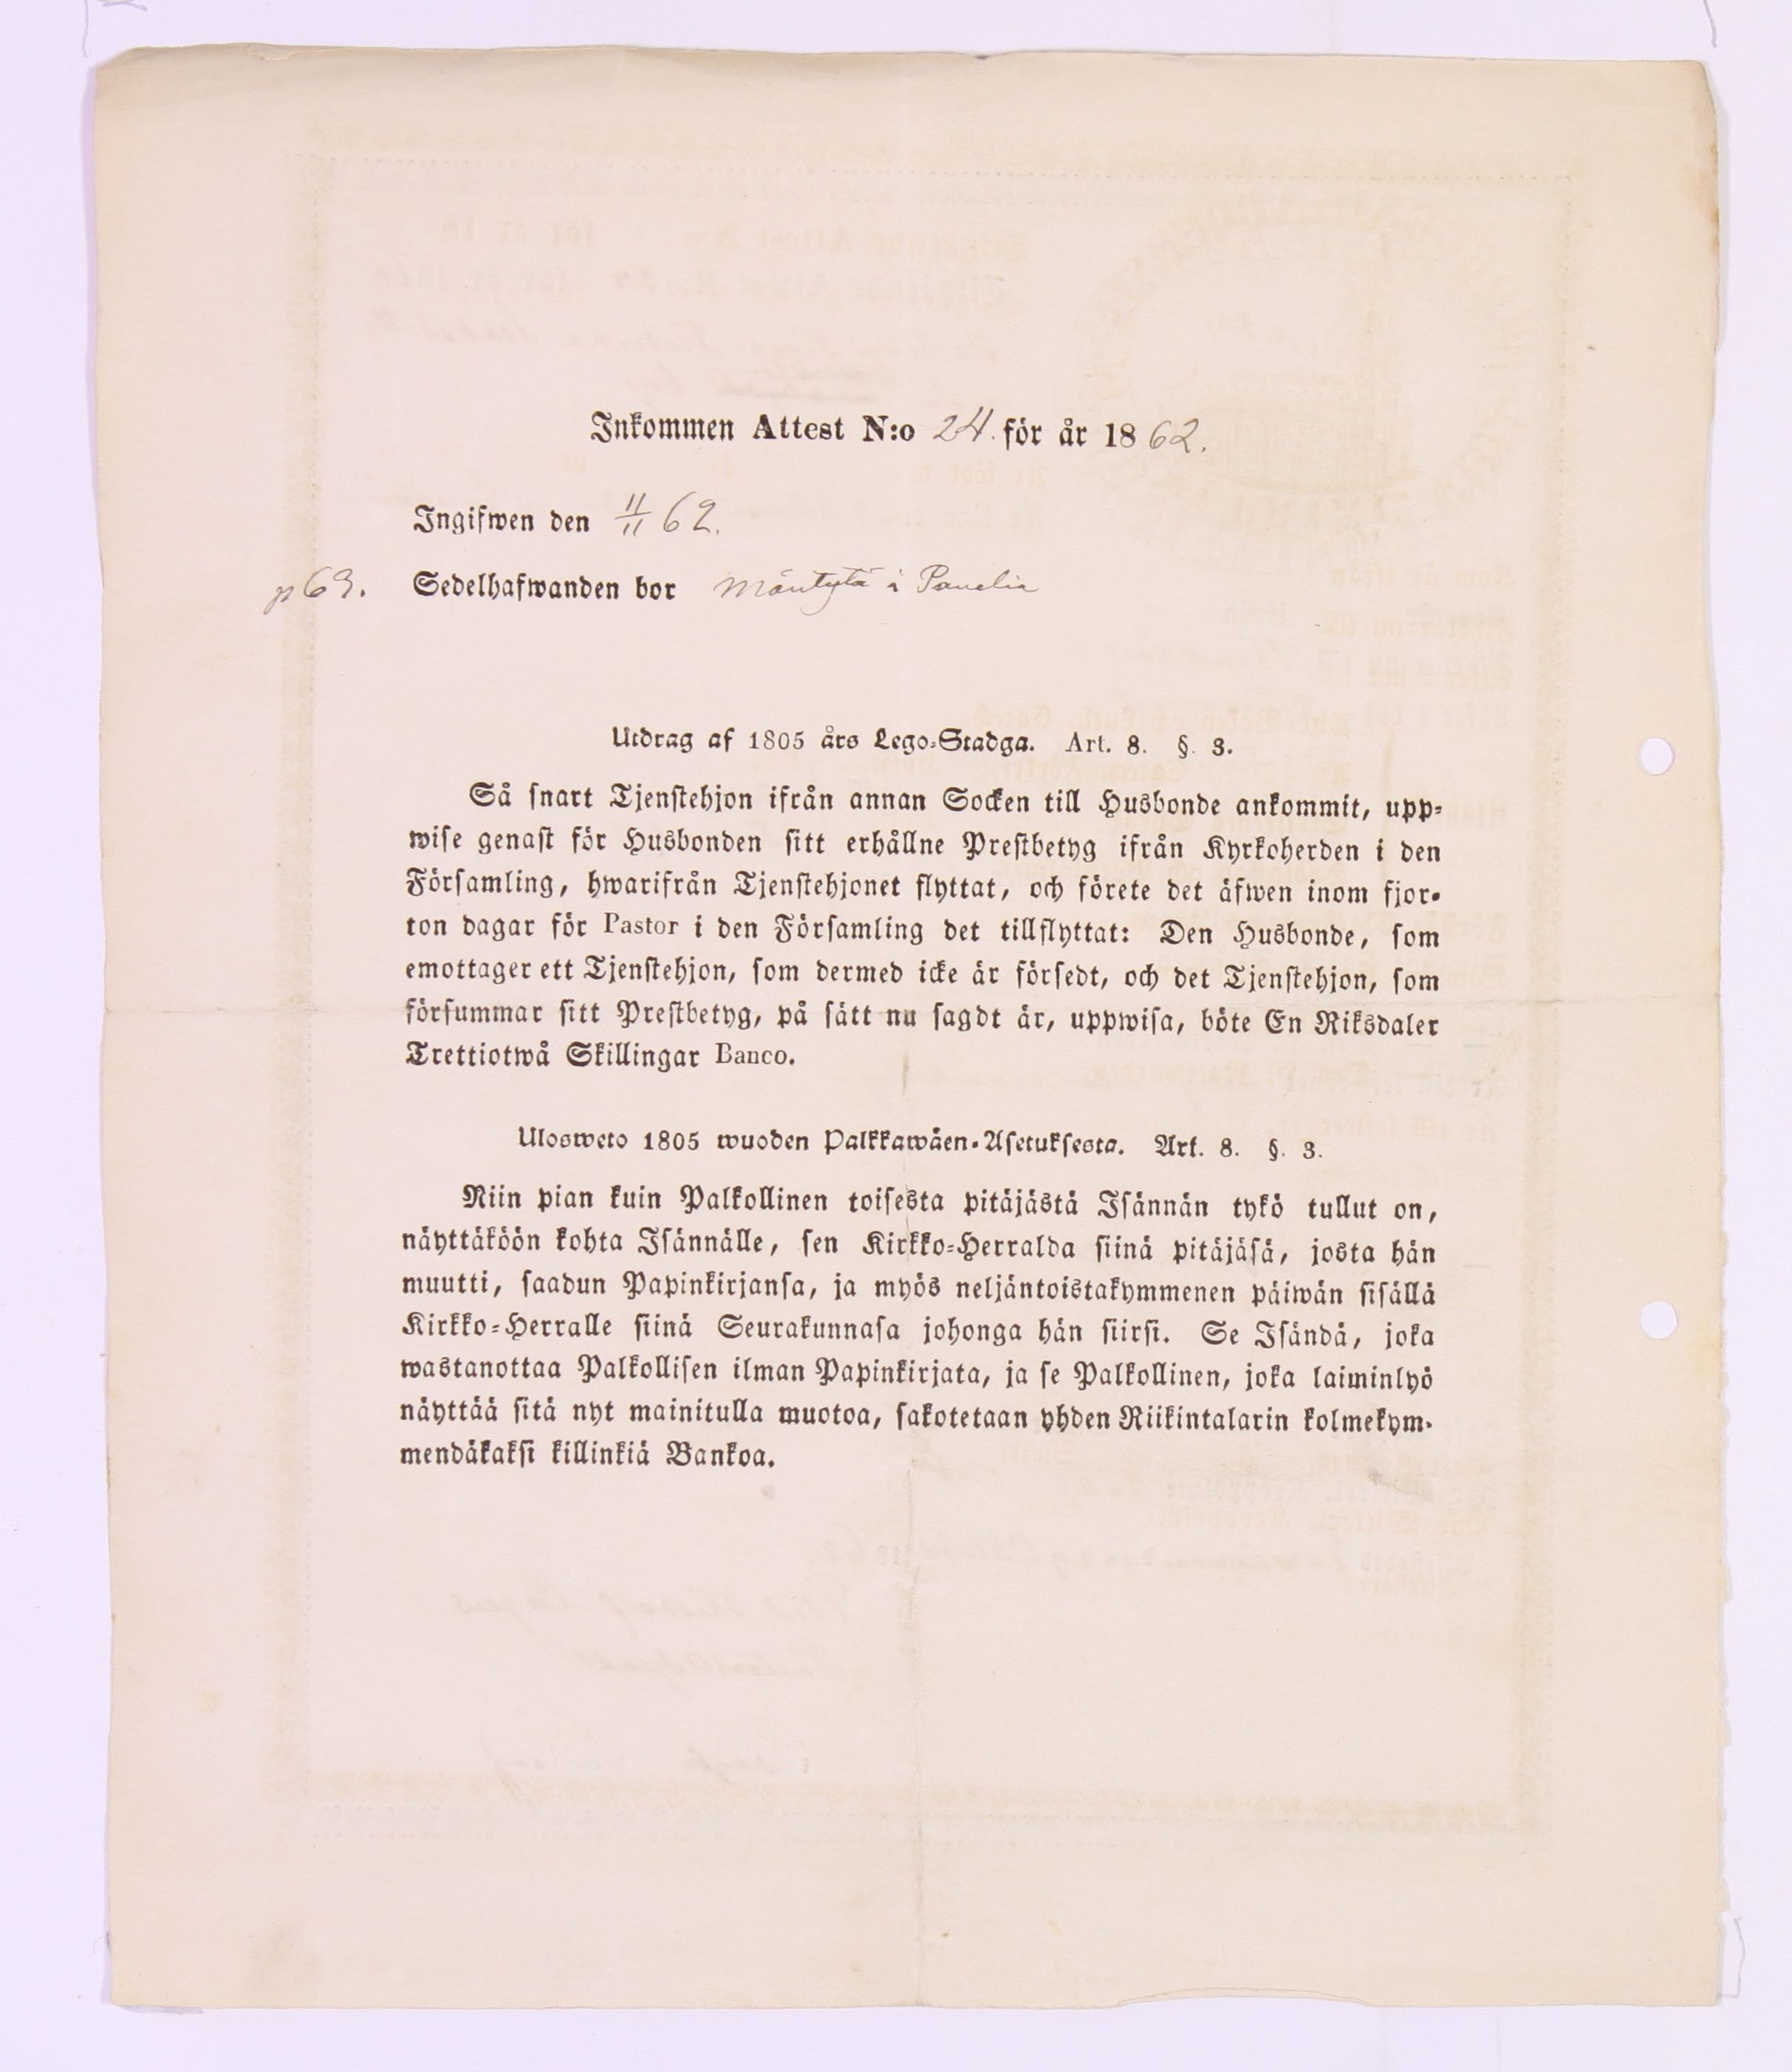 Inkommen Attest N:o 24. för år 1862.
Ingifwen den 11/11 62.
p 69. Sedelhafwanden bor Mäntylä i Panelia
Utdrag af 1805 års Lego-Stadga. Art. 8. §. 3.
Så snart Tjenstehjon ifrån annan Socken till Husbonde ankommit, upp-
wise genast för Husbonden sitt erhållne Prestbetyg ifrån Kyrkoherden i den
Församling, hwarifrån Tjenstehjonet flyttat, och förete det äfwen inom fjor-
ton dagar för Pastor i den Församling det tillflyttat: Den Husbonde, som
emottager ett Tjenstehjon, som dermed icke är försedt, och det Tjenstehjon, som
försummar sitt Prestbetyg, på sätt nu sagdt är, uppwisa, böte En Riksdaler
Trettiotwå Skillingar Banco.
Ulosweto 1805 wuoden Palkkawäen-Asetuksesta. Art. 8. §. 3.
Niin pian kuin Palkollinen toisesta pitäjästä Isännän tykö tullut on,
näyttäköön kohta Isännälle, sen Kirkko-Herralda siinä pitäjäsä, josta hän
muutti, saadun Papinkirjansa, ja myös neljäntoistakymmenen päiwän sisällä
Kirkko-Herralle siinä Seurakunnasa johonga hän siirsi. Se Isändä, joka
wastanottaa Palkollisen ilman Papinkirjata, ja se Palkollinen, joka laiminlyö
näyttää sitä nyt mainitulla muotoa, sakotetaan yhden Riikintalarin kolmekym-
mendäkaksi killinkiä Bankoa.